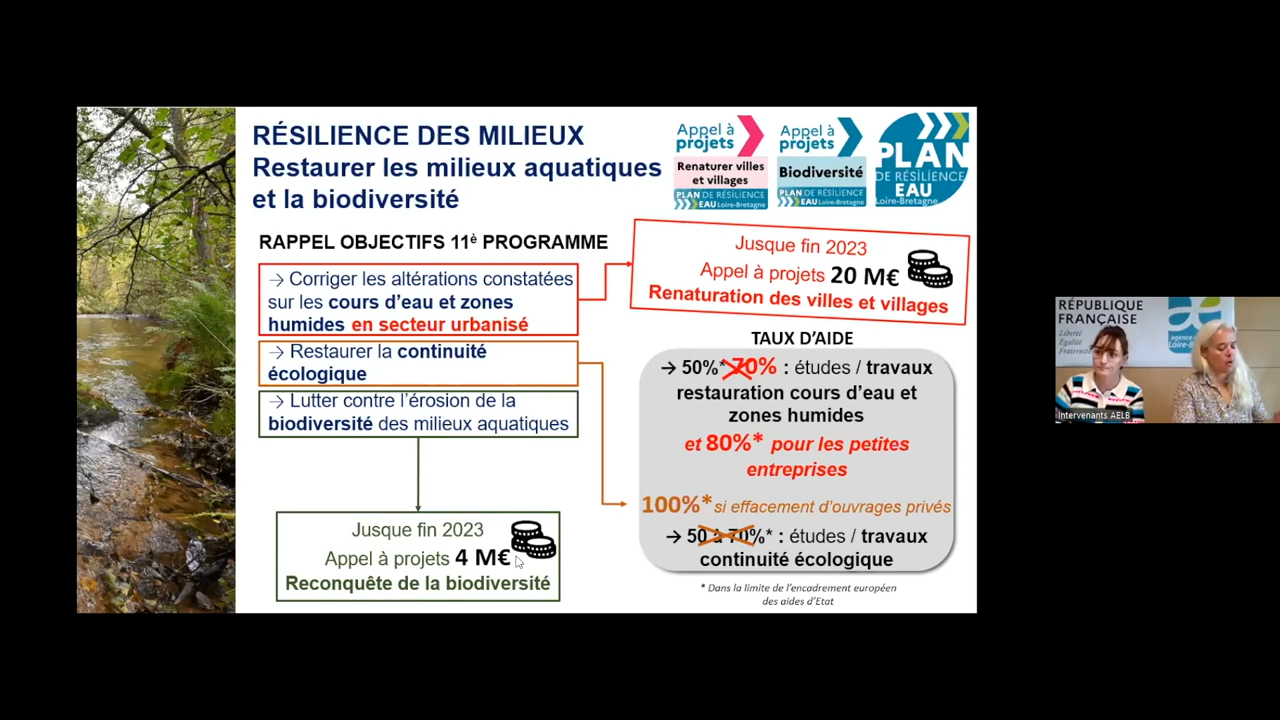 RÉSILIENCE DES MILIEUX
Restaurer les milieux aquatiques
et la biodiversité
Appel à
projets
Renaturer villes
et villages
PLAN DE RÉSILIENCE
EAU Loire-Bretagne
Appel à
projets
Biodiversité
PLAN DE RÉSILIENCE
EAU Loire-Bretagne
PLAN
DE RÉSILIENCE
EAU
Loire-Bretagne
RAPPEL OBJECTIFS 11è PROGRAMME
→ Corriger les altérations constatées
sur les cours d'eau et zones
humides en secteur urbanisé
→ Restaurer la continuité
écologique
→ Lutter contre l'érosion de la
biodiversité des milieux aquatiques
Jusque fin 2023
Appel à projets 4 M€
Reconquête de la biodiversité
Jusque fin 2023
Appel à projets 20 M€
Renaturation des villes et villages
TAUX D'AIDE
→ 50%* 70% : études / travaux
restauration cours d'eau et
zones humides
et 80%* pour les petites
entreprises
100%* si effacement d'ouvrages privés
→ 50 à 70%* : études / travaux
continuité écologique
* Dans la limite de l'encadrement européen
des aides d'Etat
RÉPUBLIQUE
FRANÇAISE
Liberté
Égalité
Fraternité
Intervenants AELB